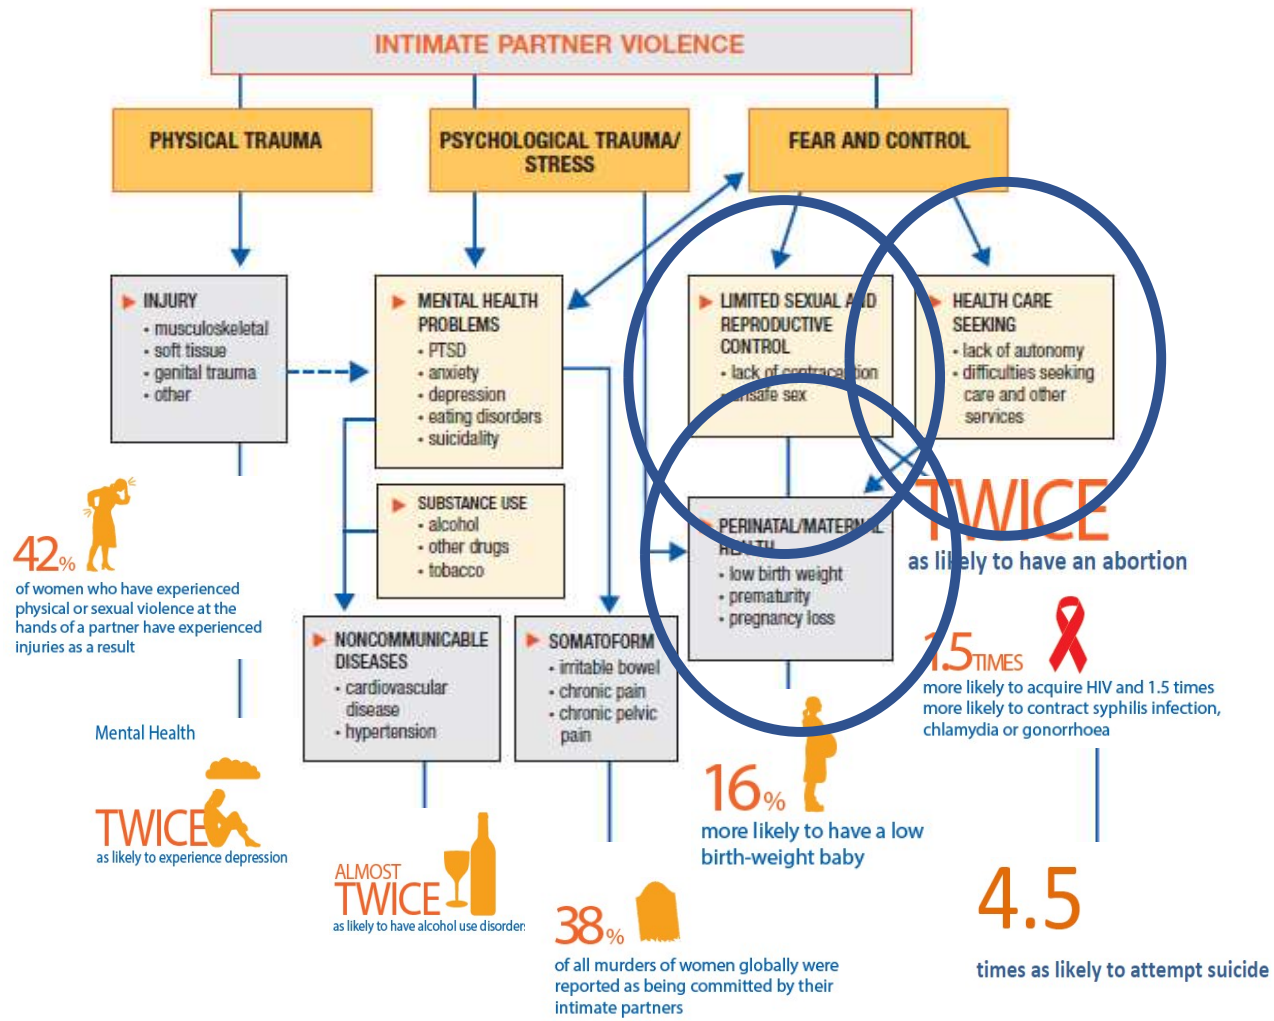 INTIMATE PARTNER VIOLENCE
PHYSICAL TRAUMA
PSYCHOLOGICAL TRAUMA/
STRESS
FEAR AND CONTROL
INJURY
• musculoskeletal
• soft tissue
• genital trauma
• other
MENTAL HEALTH
PROBLEMS
• PTSD
• anxiety
• depression
• eating disorders
• suicidality
LIMITED SEXUAL AND
REPRODUCTIVE
CONTROL
• lack of contraception
• unsafe sex
HEALTH CARE
SEEKING
• lack of autonomy
• difficulties seeking
care and other
services
SUBSTANCE USE
• alcohol
• other drugs
• tobacco
PERINATAL/MATERNAL
HEALTH
• low birth weight
• prematurity
• pregnancy loss
TWICE
as likely to have an abortion
42%
of women who have experienced
physical or sexual violence at the
hands of a partner have experienced
injuries as a result
NONCOMMUNICABLE
DISEASES
• cardiovascular
disease
• hypertension
SOMATOFORM
• irritable bowel
• chronic pain
• chronic pelvic
pain
1.5 TIMES
more likely to acquire HIV and 1.5 times
more likely to contract syphilis infection,
chlamydia or gonorrhoea
Mental Health
TWICE
as likely to experience depression
ALMOST
TWICE
as likely to have alcohol use disorder
16%
more likely to have a low
birth-weight baby
38%
of all murders of women globally were
reported as being committed by their
intimate partners
4.5
times as likely to attempt suicide